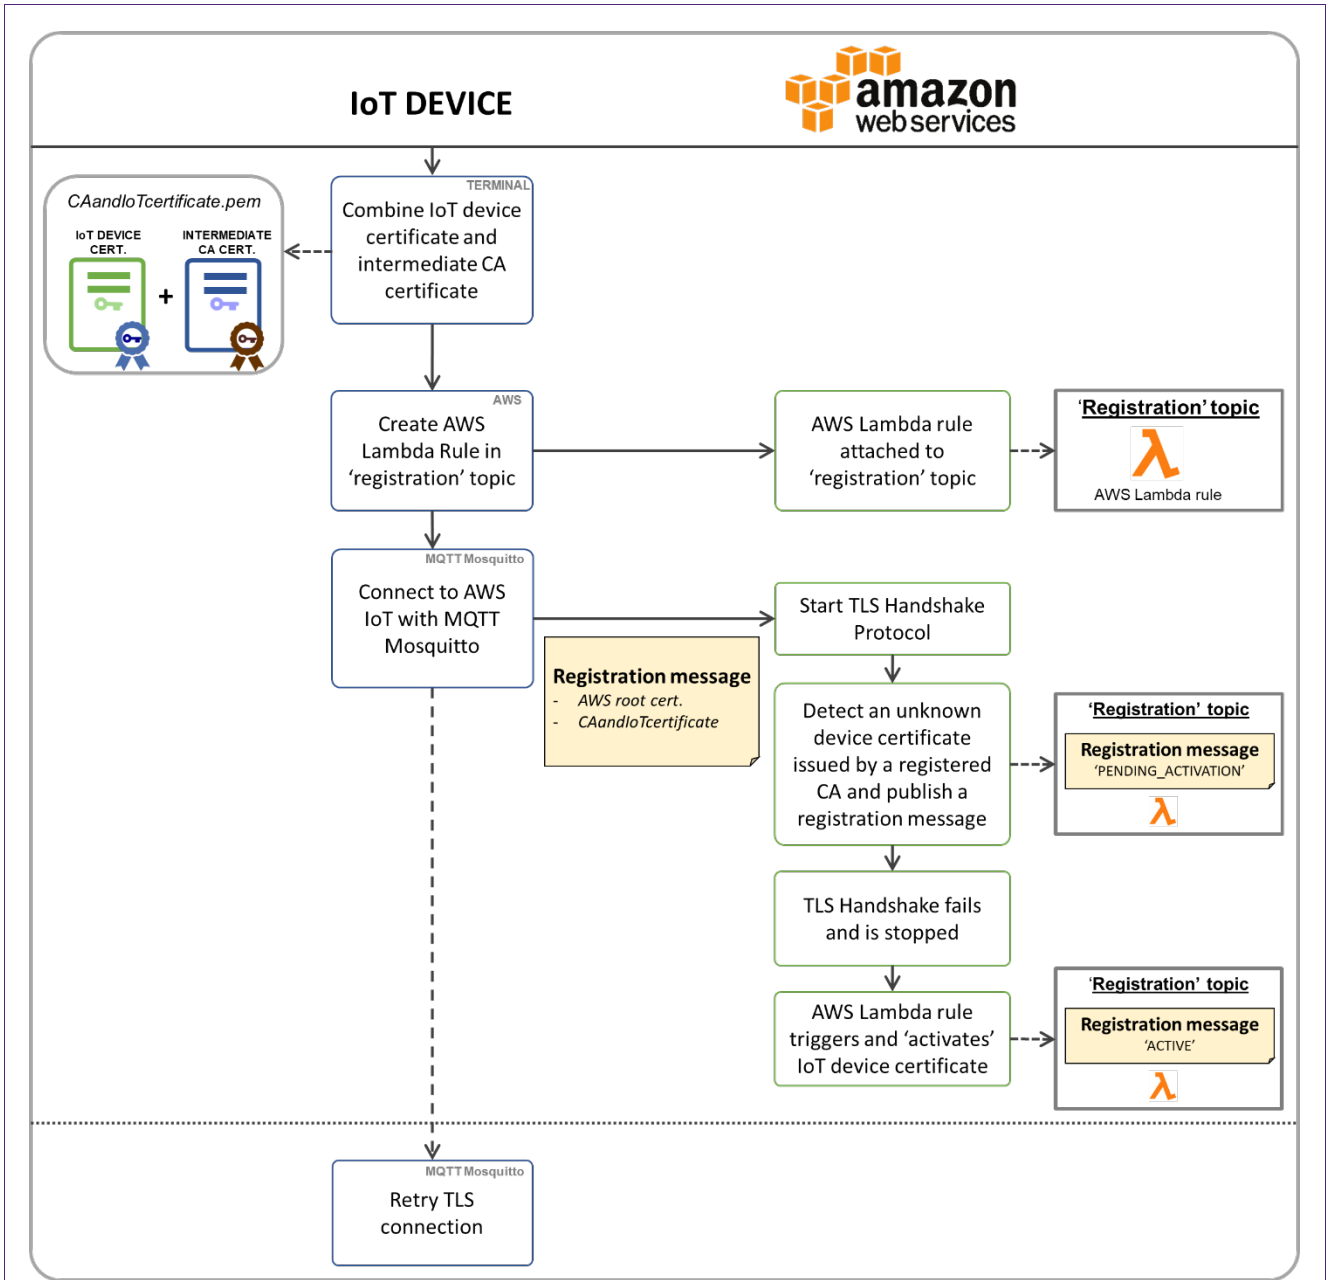 IoT DEVICE
amazon
web services
CAandIoTcertificate.pem
IoT DEVICE
CERT.
INTERMEDIATE
CA CERT.
+
TERMINAL
Combine IoT device
certificate and
intermediate CA
certificate
AWS
Create AWS
Lambda Rule in
‘registration’ topic
AWS Lambda rule
attached to
‘registration’ topic
‘Registration’ topic
λ
AWS Lambda rule
MQTT Mosquitto
Connect to AWS
IoT with MQTT
Mosquitto
Registration message
- AWS root cert.
- CAandIoTcertificate
Start TLS Handshake
Protocol
Detect an unknown
device certificate
issued by a registered
CA and publish a
registration message
‘Registration’ topic
Registration message
‘PENDING_ACTIVATION’
λ
TLS Handshake fails
and is stopped
AWS Lambda rule
triggers and ‘activates’
IoT device certificate
‘Registration’ topic
Registration message
‘ACTIVE’
λ
MQTT Mosquitto
Retry TLS
connection